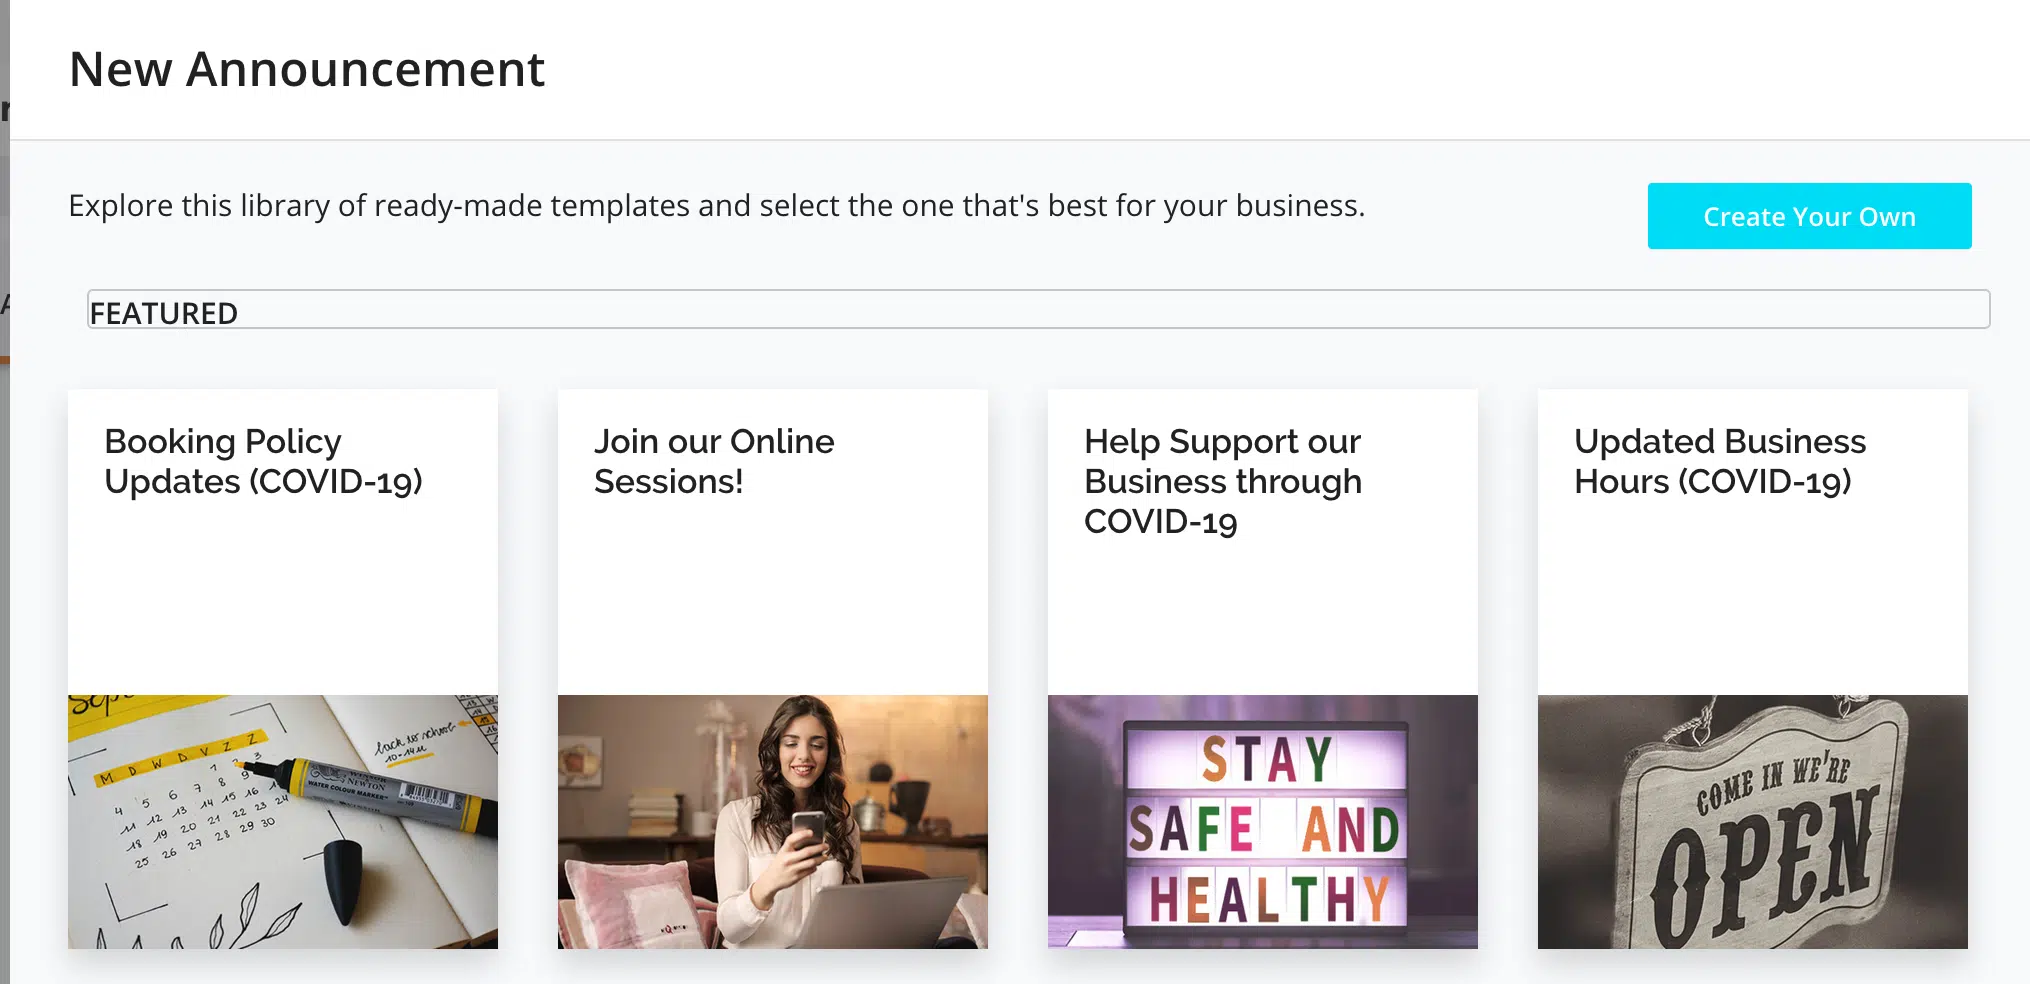 New Announcement
Explore this library of ready-made templates and select the one that's best for your business.
Create Your Own
FEATURED
Booking Policy
Updates (COVID-19)
Join our Online
Sessions!
Help Support our
Business through
COVID-19
Updated Business
Hours (COVID-19)
back to school
10-14u
M D W D V Z Z
1 2 3
4 5 6 7 8 9
11 12 13 14 15 16
18 19 20 21 22 23 24
25 26 27 28 29 30
WINSOR
NEWTON
WATER COLOUR MARKER
STAY
SAFE AND
HEALTHY
COME IN WE'RE
OPEN